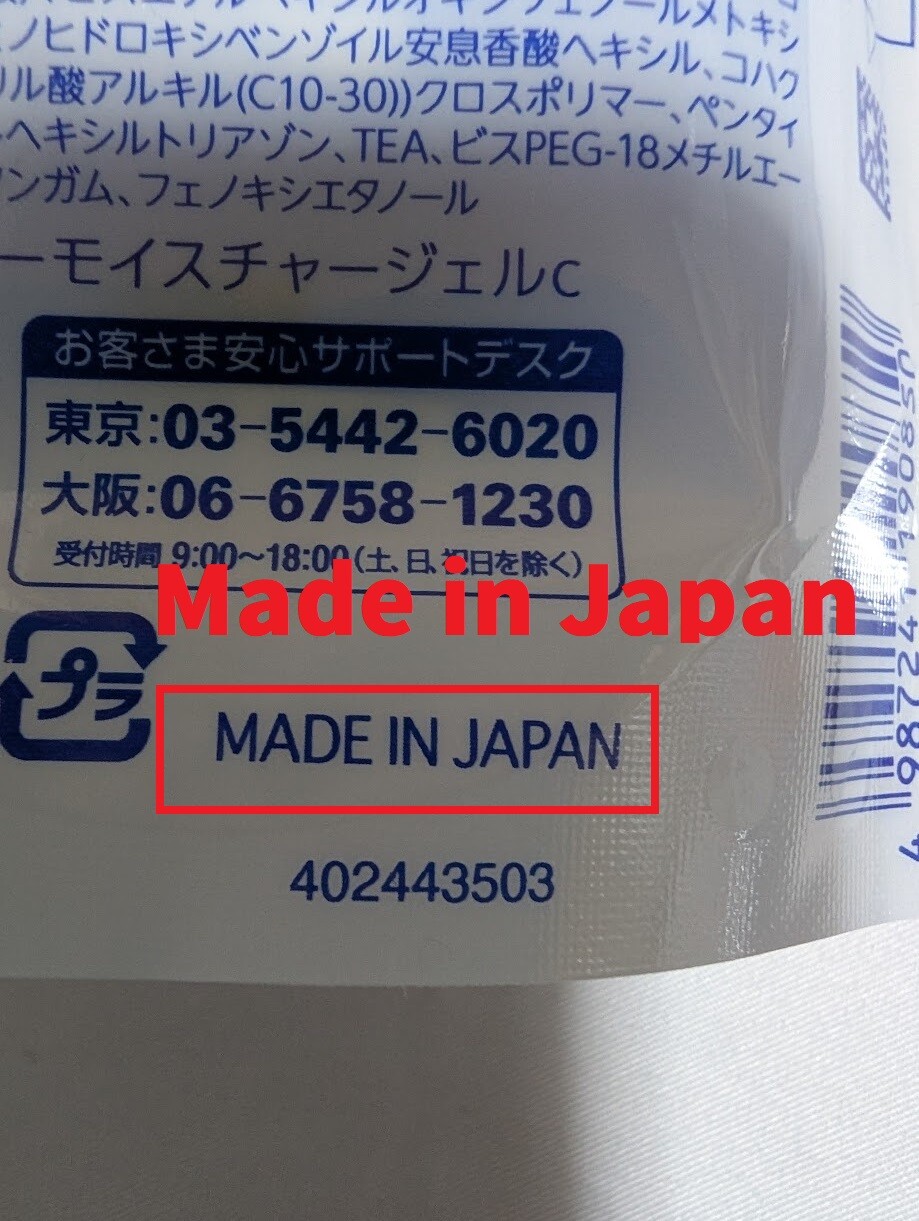 ノヒドロキシベンゾイル安息香酸ヘキシル、コハク
リル酸アルキル(C10-30))クロスポリマー、ペンタイ
ヘキシルトリアゾン、TEA、ビスPEG-18メチルエー
ンガム、フェノキシエタノール
ーモイスチャージェルC
お客さま安心サポートデスク
東京:03-5442-6020
大阪:06-6758-1230
受付時間 9:00〜18:00(土、日、祝日を除く)
Made in Japan
プラ
MADE IN JAPAN
402443503